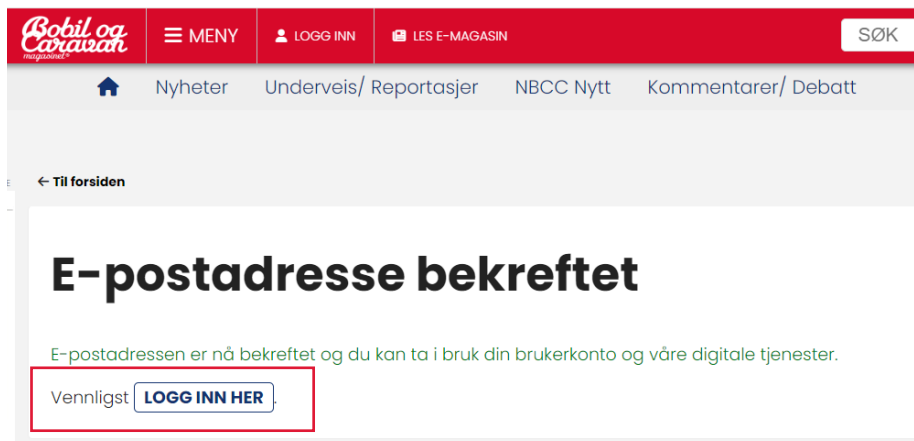 Bobil og
Caravan
magasinet
MENY
LOGG INN
LES E-MAGASIN
SØK
Nyheter
Underveis/ Reportasjer
NBCC Nytt
Kommentarer/ Debatt
E
← Til forsiden
E-postadresse bekreftet
E-postadressen er nå bekreftet og du kan ta i bruk din brukerkonto og våre digitale tjenester.
Vennligst LOGG INN HER.